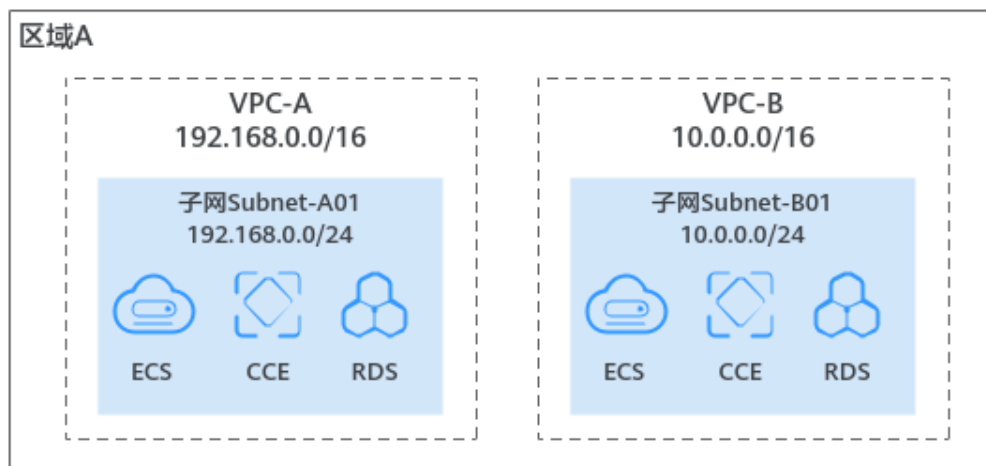 区域A
VPC-A
192.168.0.0/16
子网Subnet-A01
192.168.0.0/24
ECS
CCE
RDS
VPC-B
10.0.0.0/16
子网Subnet-B01
10.0.0.0/24
ECS
CCE
RDS